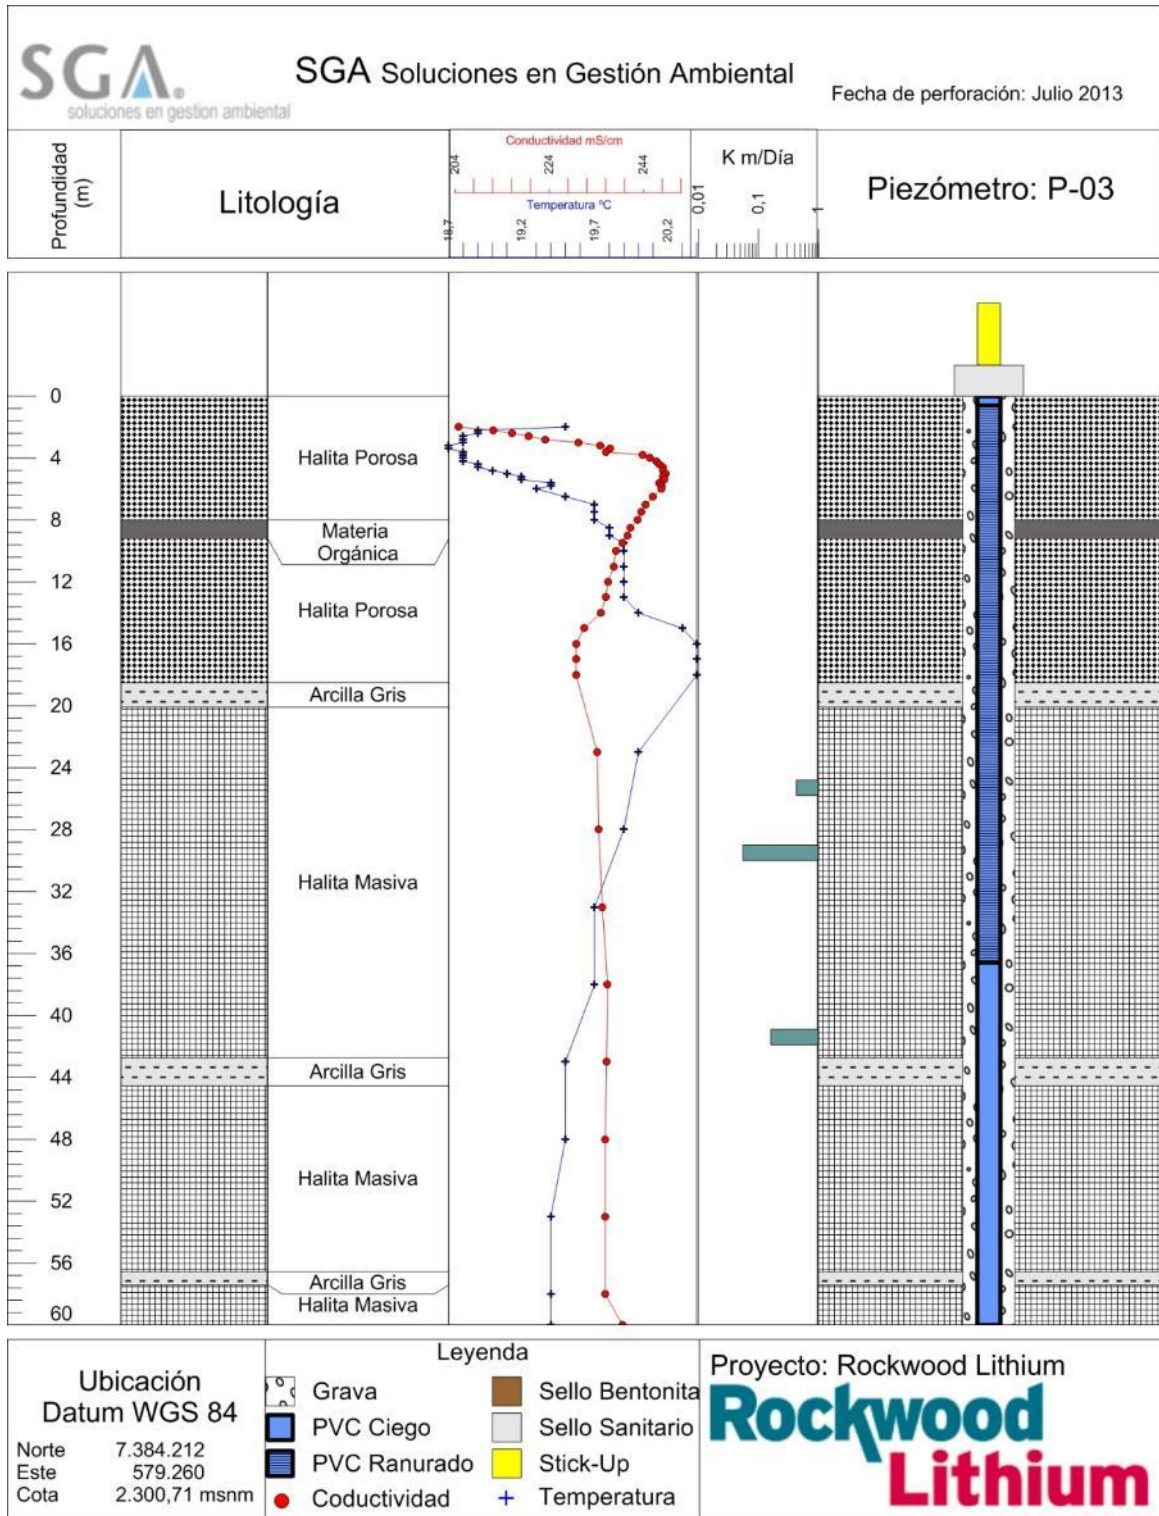 SGA®
soluciones en gestion ambiental
SGA Soluciones en Gestión Ambiental
Fecha de perforación: Julio 2013
Profundidad
(m)
Litología
Conductividad mS/cm
204 224 244
Temperatura ºC
18,7 19,2 19,7 20,2
K m/Día
0,01 0,1 1
Piezómetro: P-03
0
4
8
12
16
20
24
28
32
36
40
44
48
52
56
60
Halita Porosa
Materia
Orgánica
Halita Porosa
Arcilla Gris
Halita Masiva
Arcilla Gris
Halita Masiva
Arcilla Gris
Halita Masiva
Ubicación
Datum WGS 84
Norte 7.384.212
Este 579.260
Cota 2.300,71 msnm
Leyenda
Grava
PVC Ciego
PVC Ranurado
Coductividad
Sello Bentonita
Sello Sanitario
Stick-Up
Temperatura
Proyecto: Rockwood Lithium
Rockwood
Lithium